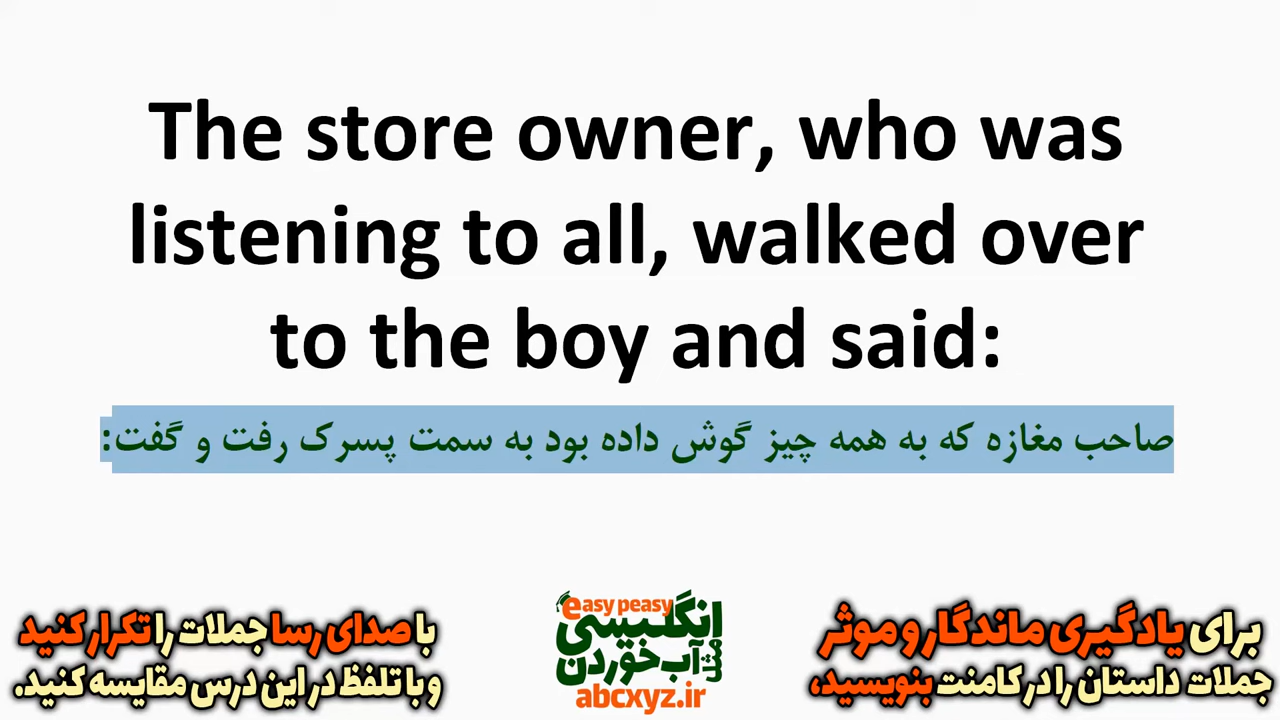 The store owner, who was
listening to all, walked over
to the boy and said:
صاحب مغازه که به همه چیز گوش داده بود به سمت پسرک رفت و گفت:
برای یادگیری ماندگار و موثر
جملات داستان را در کامنت بنویسید،
easy peasy
انگلیسی
مثل
آب خوردن
abcxyz.ir
با صدای رسا جملات را تکرار کنید
و با تلفظ در این درس مقایسه کنید.